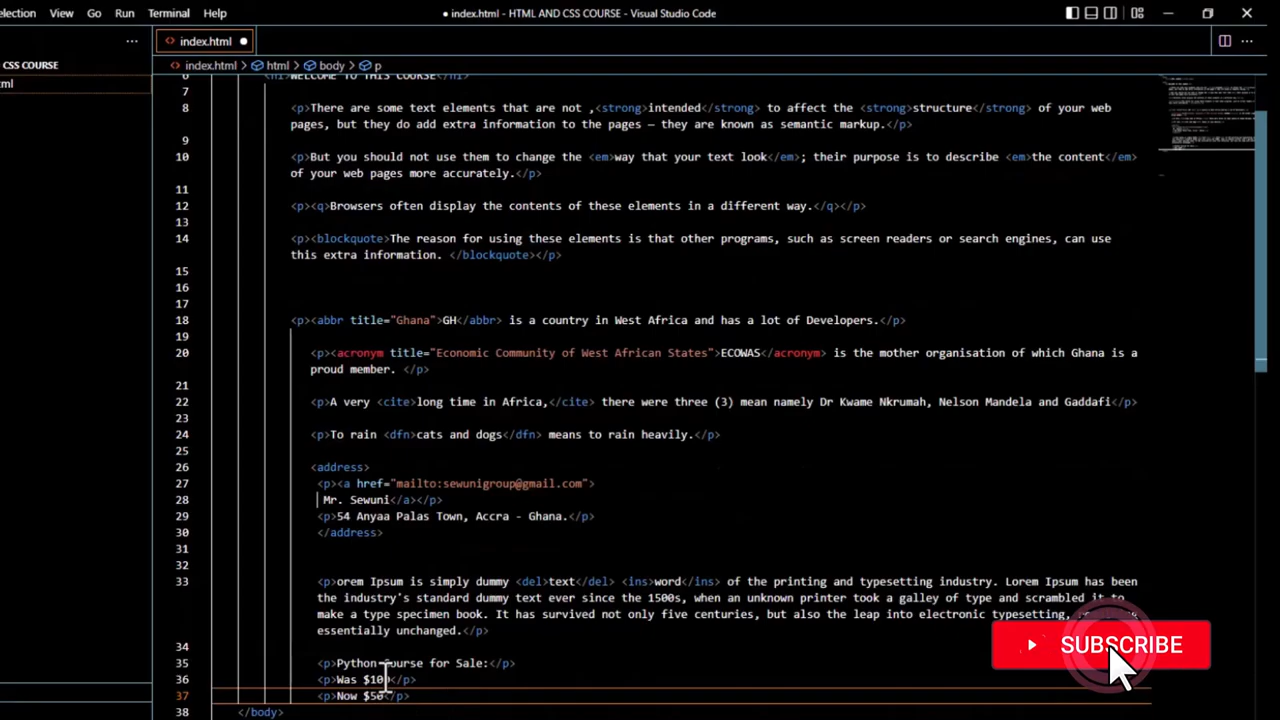 election View Go Run Terminal Help
● index.html - HTML AND CSS COURSE - Visual Studio Code
index.html
CSS COURSE
index.html > html > body > p
ml
6 <h1>WELCOME TO THIS COURSE</h1>
7
8 <p>There are some text elements that are not ,<strong>intended</strong> to affect the <strong>structure</strong> of your web
pages, but they do add extra information to the pages — they are known as semantic markup.</p>
9
10 <p>But you should not use them to change the <em>way that your text look</em>; their purpose is to describe <em>the content</em>
of your web pages more accurately.</p>
11
12 <p><q>Browsers often display the contents of these elements in a different way.</q></p>
13
14 <p><blockquote>The reason for using these elements is that other programs, such as screen readers or search engines, can use
this extra information. </blockquote></p>
15
16
17
18 <p><abbr title="Ghana">GH</abbr> is a country in West Africa and has a lot of Developers.</p>
19
20 <p><acronym title="Economic Community of West African States">ECOWAS</acronym> is the mother organisation of which Ghana is a
proud member. </p>
21
22 <p>A very <cite>long time in Africa,</cite> there were three (3) mean namely Dr Kwame Nkrumah, Nelson Mandela and Gaddafi</p>
23
24 <p>To rain <dfn>cats and dogs</dfn> means to rain heavily.</p>
25
26 <address>
27 <p><a href="mailto:sewunigroup@gmail.com">
28 Mr. Sewuni</a></p>
29 <p>54 Anyaa Palas Town, Accra - Ghana.</p>
30 </address>
31
32
33 <p>orem Ipsum is simply dummy <del>text</del> <ins>word</ins> of the printing and typesetting industry. Lorem Ipsum has been
the industry's standard dummy text ever since the 1500s, when an unknown printer took a galley of type and scrambled it to
make a type specimen book. It has survived not only five centuries, but also the leap into electronic typesetting,
essentially unchanged.</p>
34
35 <p>Python Course for Sale:</p>
36 <p>Was $100</p>
37 <p>Now $50</p>
38 </body>
SUBSCRIBE